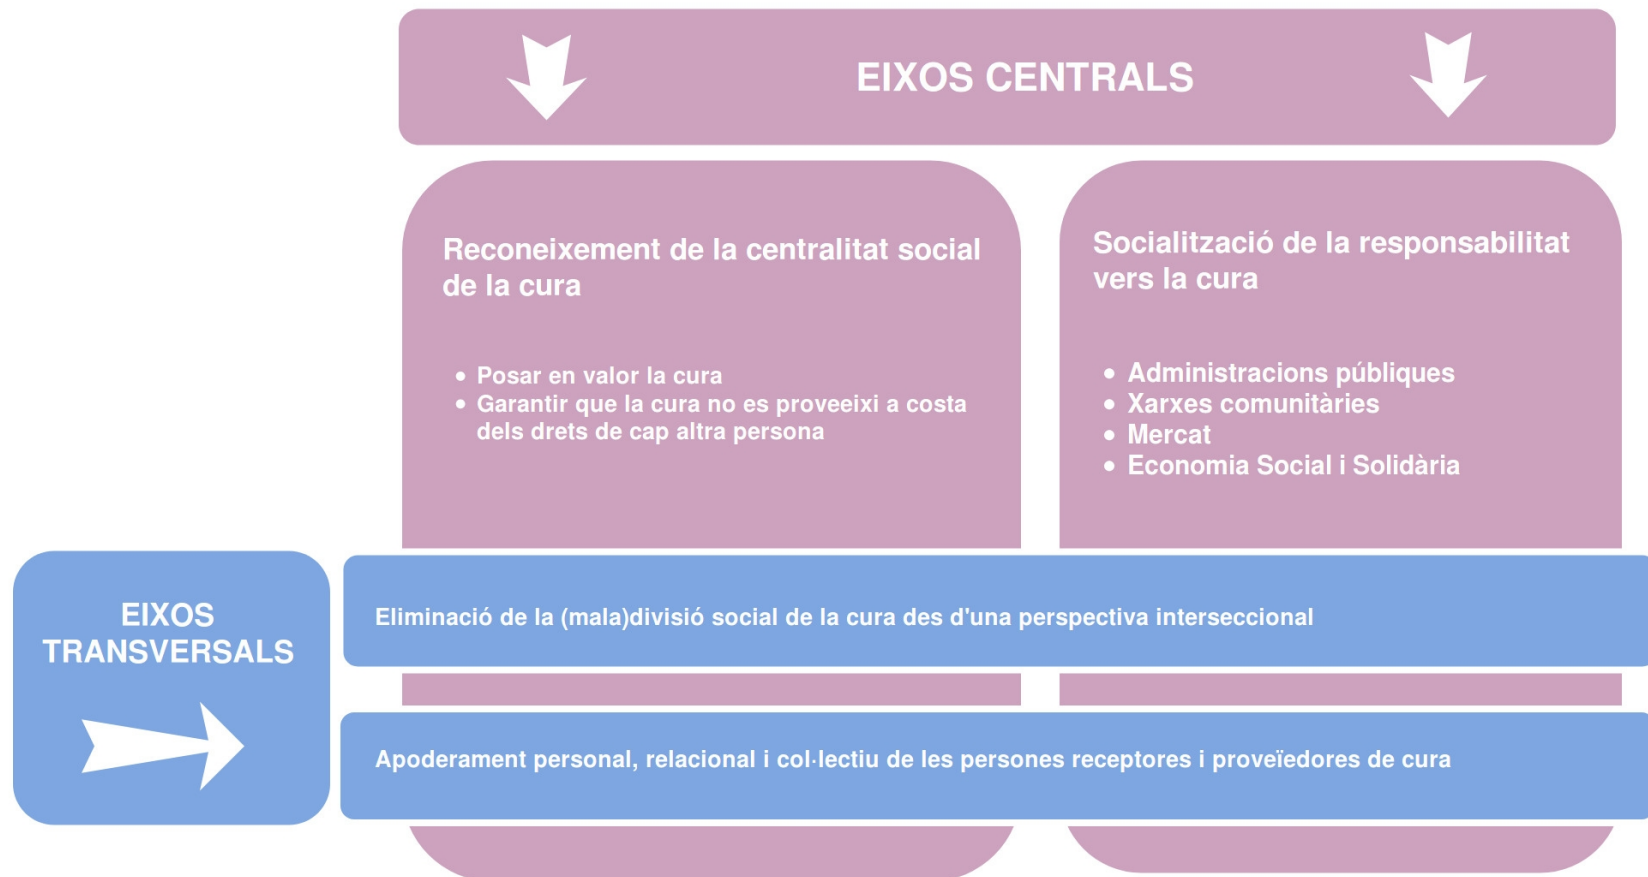 EIXOS CENTRALS
Reconeixement de la centralitat social
de la cura
• Posar en valor la cura
• Garantir que la cura no es proveeixi a costa
dels drets de cap altra persona
Socialització de la responsabilitat
vers la cura
• Administracions públiques
• Xarxes comunitàries
• Mercat
• Economia Social i Solidària
EIXOS
TRANSVERSALS
Eliminació de la (mala)divisió social de la cura des d'una perspectiva interseccional
Apoderament personal, relacional i col·lectiu de les persones receptores i proveïedores de cura